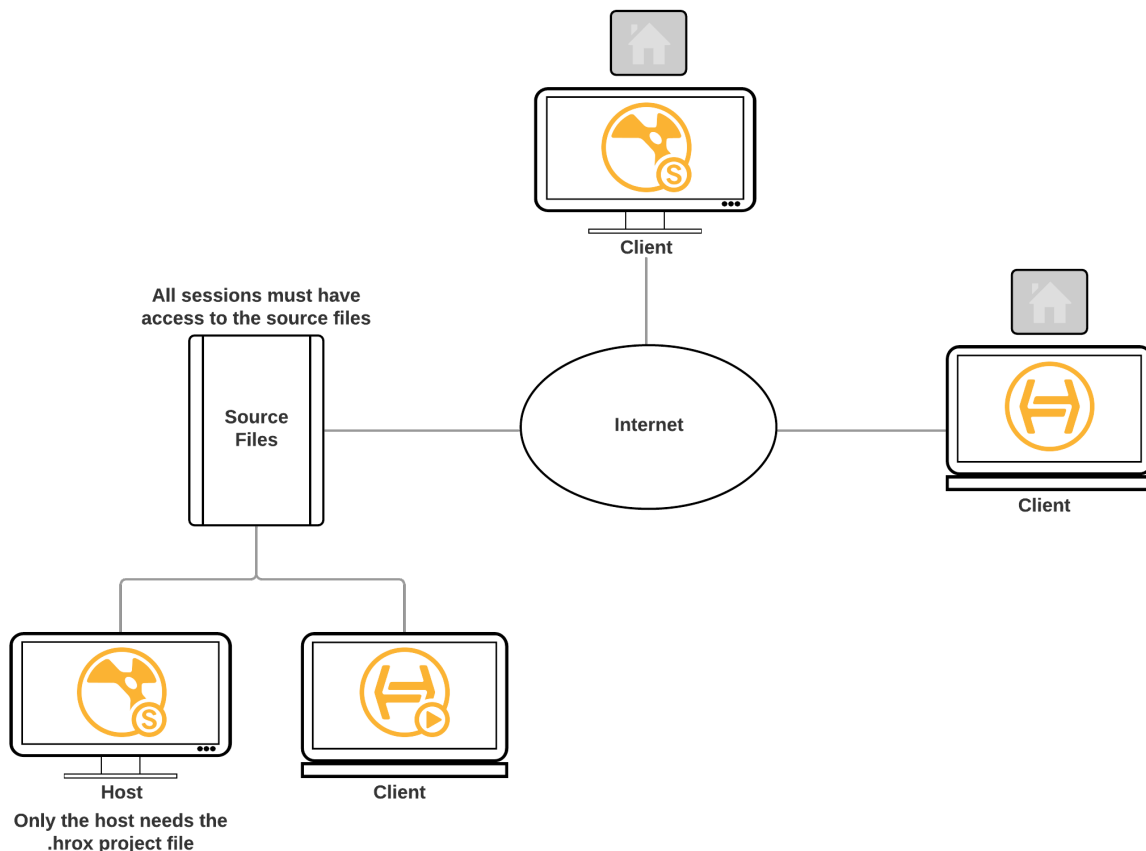 S
Client
All sessions must have
access to the source files
Source
Files
Internet
Client
S
Host
Client
Only the host needs the
.hrox project file